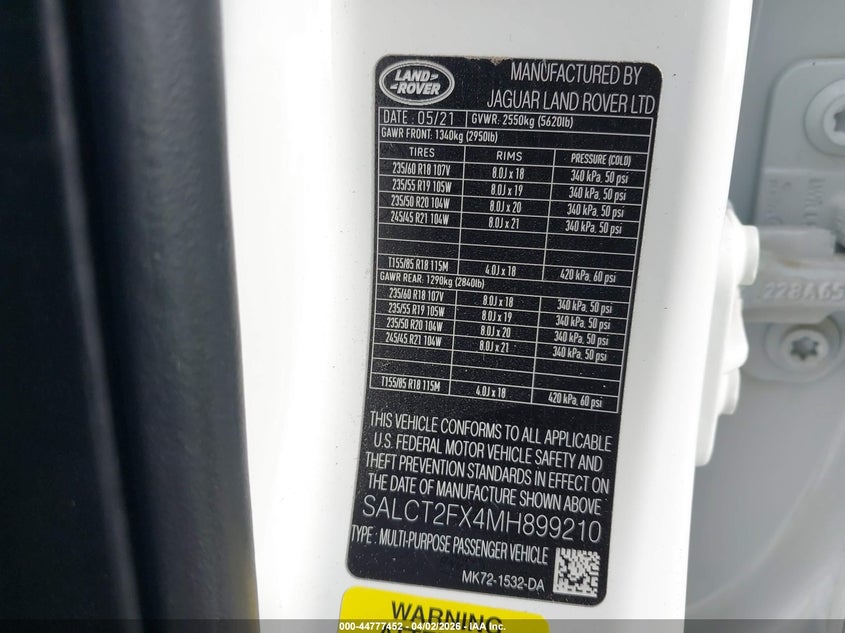 LAND-
-ROVER
MANUFACTURED BY
JAGUAR LAND ROVER LTD
DATE : 05/21 GVWR: 2550kg (5620lb)
GAWR FRONT: 1340kg (2950lb)
TIRES RIMS PRESSURE (COLD)
235/60 R18 107V 8.0J x 18 340 kPa, 50 psi
235/55 R19 105W 8.0J x 19 340 kPa, 50 psi
235/50 R20 104W 8.0J x 20 340 kPa, 50 psi
245/45 R21 104W 8.0J x 21 340 kPa, 50 psi
T155/85 R18 115M 4.0J x 18 420 kPa, 60 psi
GAWR REAR: 1290kg (2840lb)
235/60 R18 107V 8.0J x 18 340 kPa, 50 psi
235/55 R19 105W 8.0J x 19 340 kPa, 50 psi
235/50 R20 104W 8.0J x 20 340 kPa, 50 psi
245/45 R21 104W 8.0J x 21 340 kPa, 50 psi
T155/85 R18 115M 4.0J x 18 420 kPa, 60 psi
THIS VEHICLE CONFORMS TO ALL APPLICABLE
U.S. FEDERAL MOTOR VEHICLE SAFETY AND
THEFT PREVENTION STANDARDS IN EFFECT ON
THE DATE OF MANUFACTURE SHOWN ABOVE
SALCT2FX4MH899210
TYPE : MULTI-PURPOSE PASSENGER VEHICLE
MK72-1532-DA
WARNING
228A65
000-44777452 - 04/02/2026 - IAA Inc.